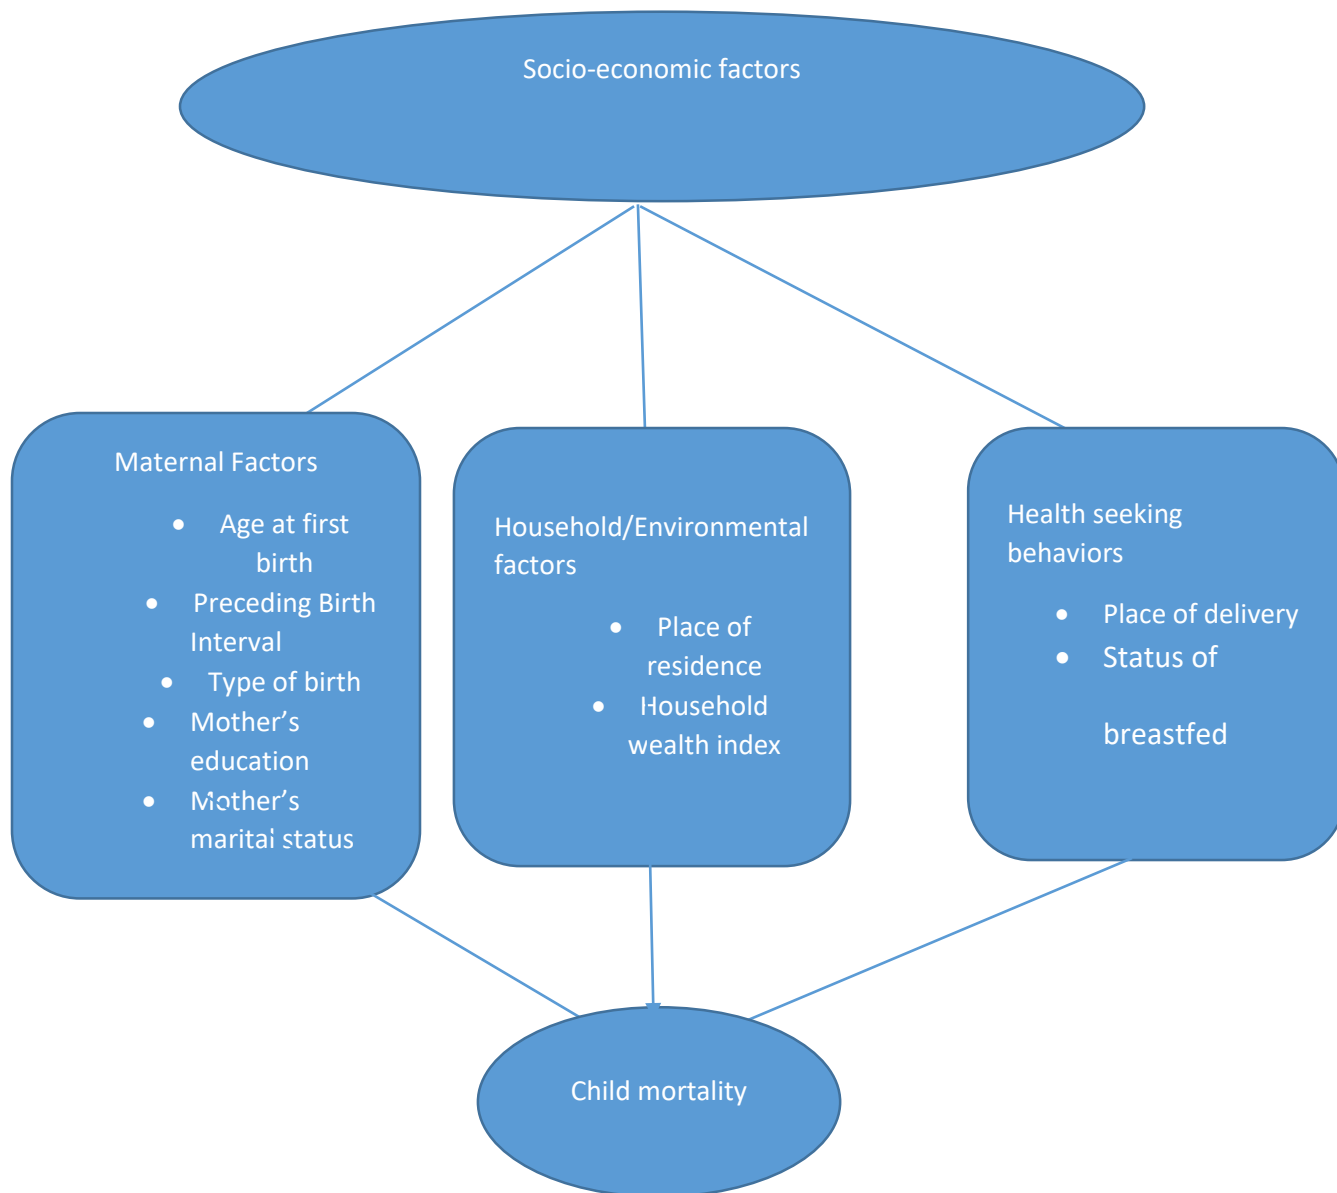 Socio-economic factors
Maternal Factors
• Age at first
birth
• Preceding Birth
Interval
• Type of birth
• Mother’s
education
• Mother’s
marital status
Household/Environmental
factors
• Place of
residence
• Household
wealth index
Health seeking
behaviors
• Place of delivery
• Status of
breastfed
Child mortality